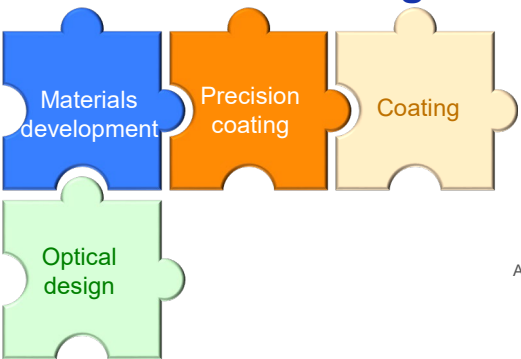 Materials
development
Precision
coating
Coating
Optical
design
A